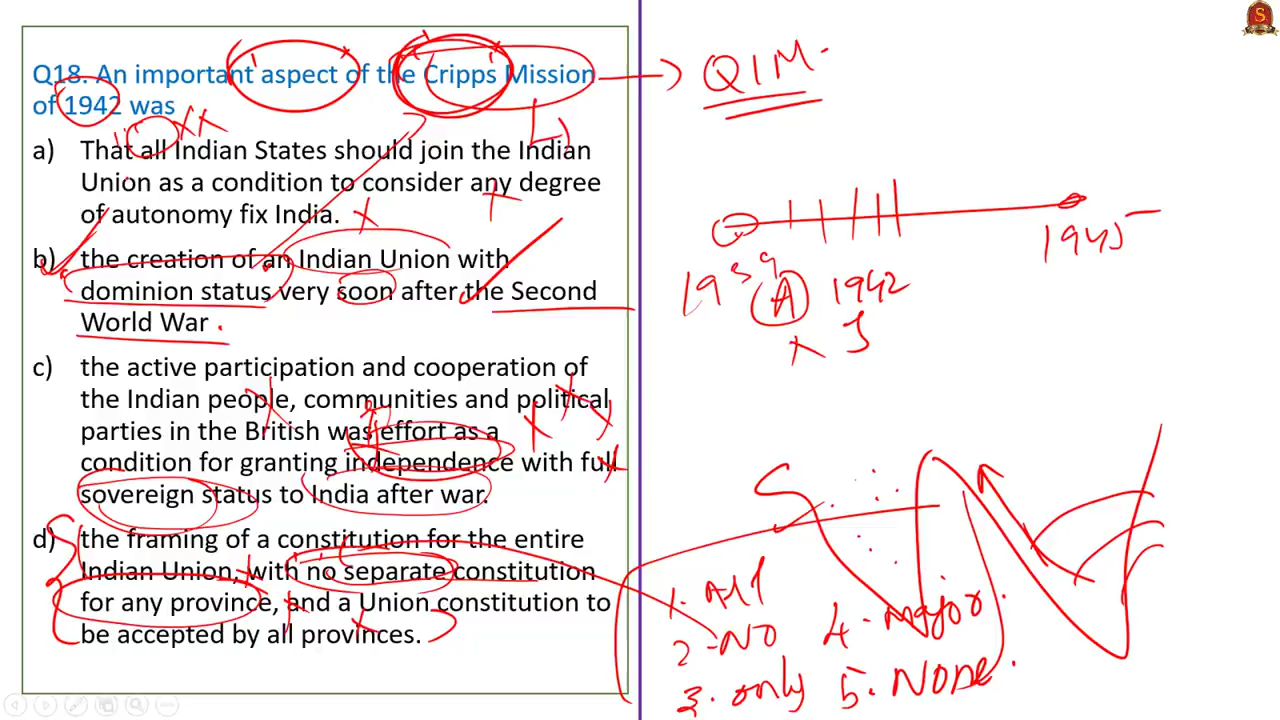 Q18. An important aspect of the Cripps Mission
of 1942 was
a) That all Indian States should join the Indian
Union as a condition to consider any degree
of autonomy fix India.
b) the creation of an Indian Union with
dominion status very soon after the Second
World War
c) the active participation and cooperation of
the Indian people, communities and political
parties in the British was effort as a
condition for granting independence with full
sovereign status to India after war.
d) the framing of a constitution for the entire
Indian Union, with no separate constitution
for any province, and a Union constitution to
be accepted by all provinces.
S
QIM
1939
1945
A 1942
1. All
2. NO
3. only
4. major
5. None